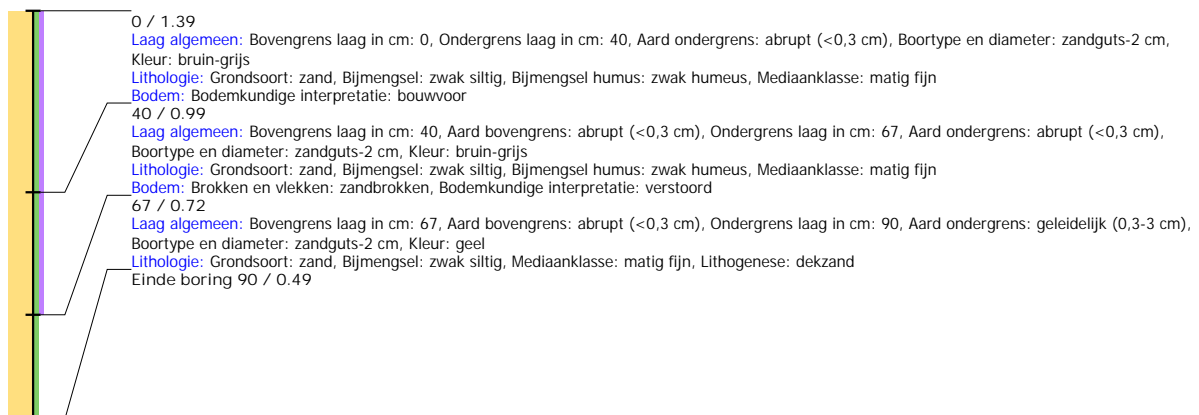 0 / 1.39
Laag algemeen: Bovengrens laag in cm: 0, Ondergrens laag in cm: 40, Aard ondergrens: abrupt (<0,3 cm), Boortype en diameter: zandguts-2 cm,
Kleur: bruin-grijs
Lithologie: Grondsoort: zand, Bijmengsel: zwak siltig, Bijmengsel humus: zwak humeus, Mediaanklasse: matig fijn
Bodem: Bodemkundige interpretatie: bouwvoor
40 / 0.99
Laag algemeen: Bovengrens laag in cm: 40, Aard bovengrens: abrupt (<0,3 cm), Ondergrens laag in cm: 67, Aard ondergrens: abrupt (<0,3 cm),
Boortype en diameter: zandguts-2 cm, Kleur: bruin-grijs
Lithologie: Grondsoort: zand, Bijmengsel: zwak siltig, Bijmengsel humus: zwak humeus, Mediaanklasse: matig fijn
Bodem: Brokken en vlekken: zandbrokken, Bodemkundige interpretatie: verstoord
67 / 0.72
Laag algemeen: Bovengrens laag in cm: 67, Aard bovengrens: abrupt (<0,3 cm), Ondergrens laag in cm: 90, Aard ondergrens: geleidelijk (0,3-3 cm),
Boortype en diameter: zandguts-2 cm, Kleur: geel
Lithologie: Grondsoort: zand, Bijmengsel: zwak siltig, Mediaanklasse: matig fijn, Lithogenese: dekzand
Einde boring 90 / 0.49